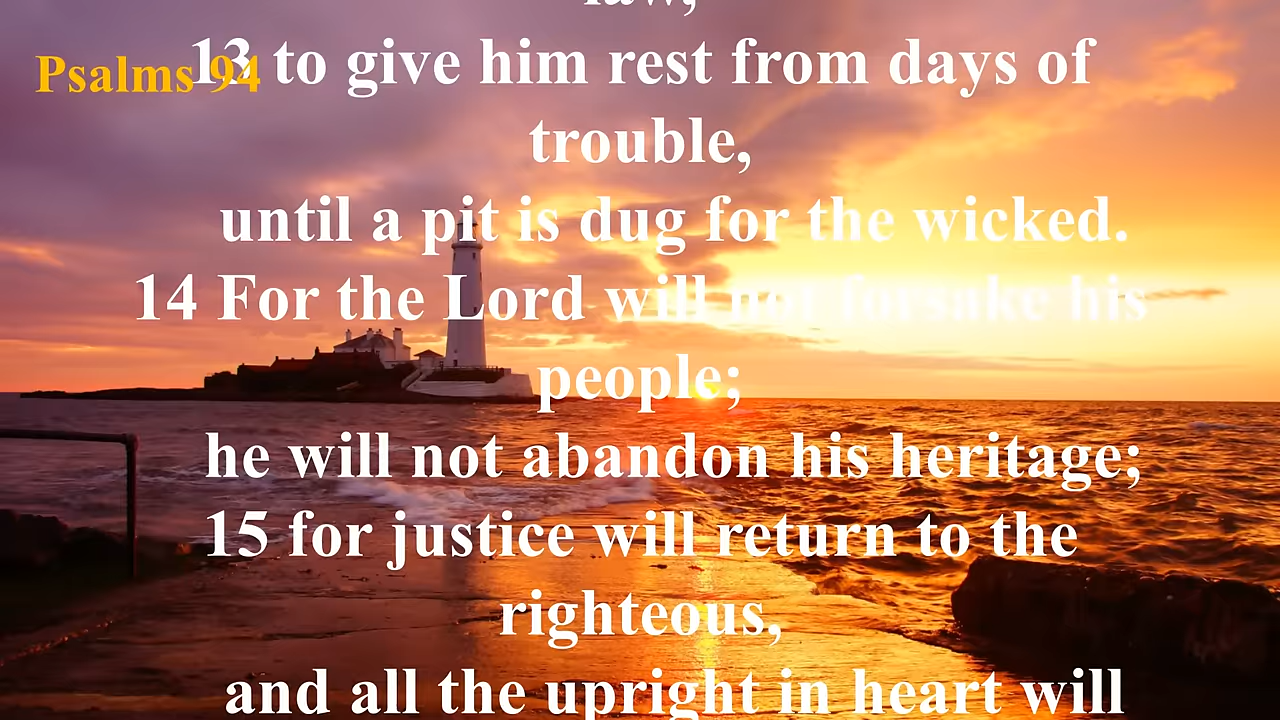 law,
Psalms 94
13 to give him rest from days of
trouble,
until a pit is dug for the wicked.
14 For the Lord will not forsake his
people;
he will not abandon his heritage;
15 for justice will return to the
righteous,
and all the upright in heart will